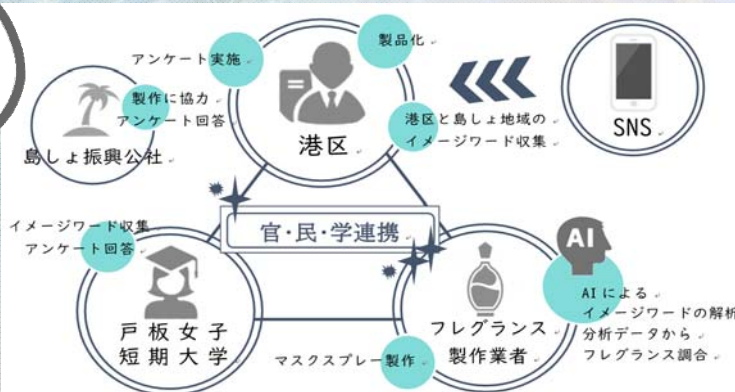 アンケート実施
製品化
製作に協力
アンケート回答
島しょ振興公社
港区
港区と島しょ地域の
イメージワード収集
SNS
官・民・学連携
イメージワード収集
アンケート回答
戸板女子
短期大学
フレグランス
製作業者
マスクスプレー製作
AI
AIによる
イメージワードの解析
分析データから
フレグランス調合